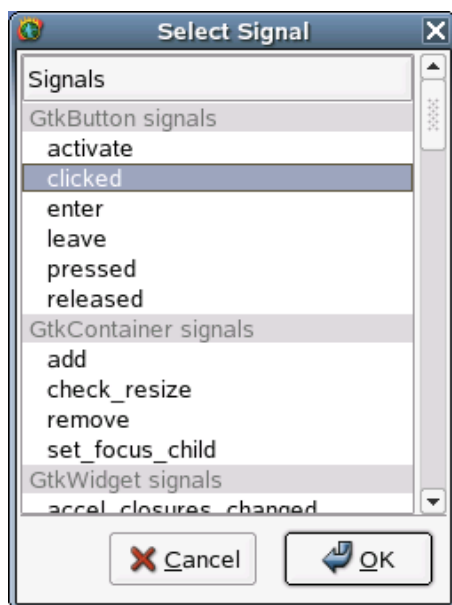 Select Signal
Signals
GtkButton signals
activate
clicked
enter
leave
pressed
released
GtkContainer signals
add
check_resize
remove
set_focus_child
GtkWidget signals
accel_closures_changed
Cancel OK